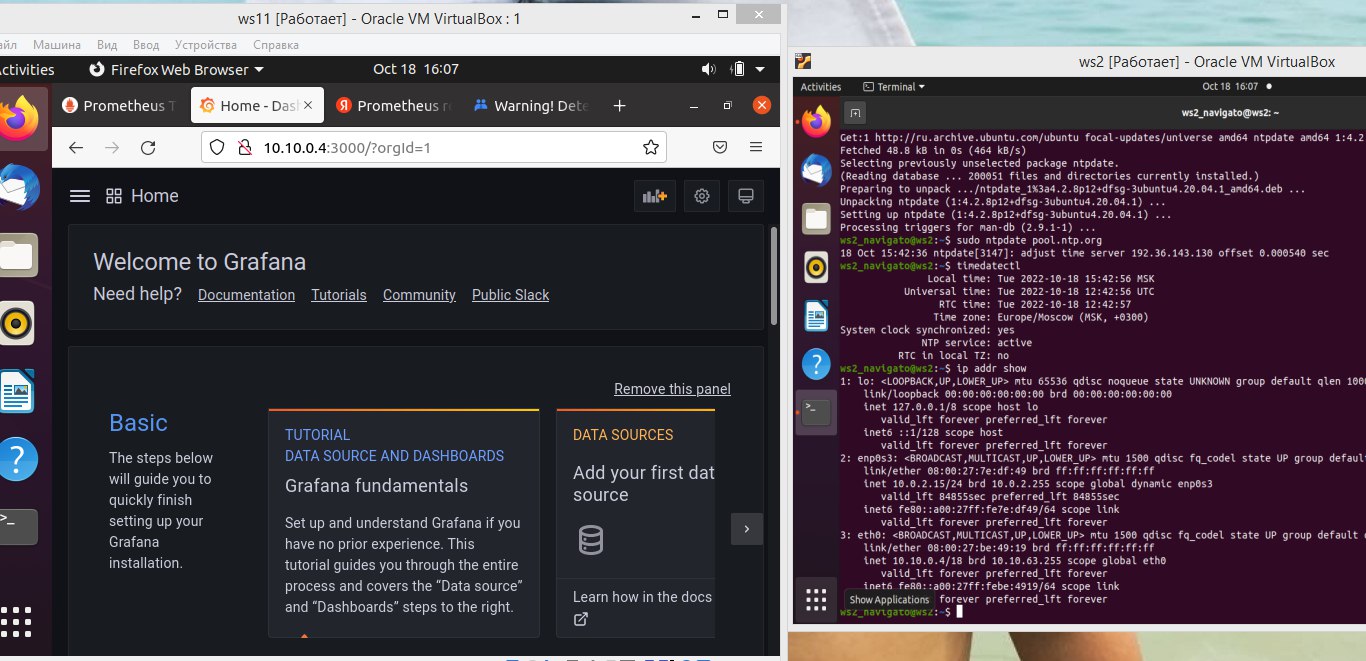 ws11 [Работает] - Oracle VM VirtualBox : 1
айл Машина Вид Ввод Устройства Справка
ctivities Firefox Web Browser Oct 18 16:07
Prometheus T Home - Das Prometheus Warning! Dete
10.10.0.4:3000/?orgId=1
Home
Welcome to Grafana
Need help? Documentation Tutorials Community Public Slack
Remove this panel
Basic
The steps below
will guide you to
quickly finish
setting up your
Grafana
installation.
TUTORIAL
DATA SOURCE AND DASHBOARDS
Grafana fundamentals
Set up and understand Grafana if you
have no prior experience. This
tutorial guides you through the entire
process and covers the “Data source”
and “Dashboards” steps to the right.
DATA SOURCES
Add your first dat
source
Learn how in the docs
ws2 [Работает] - Oracle VM VirtualBox
Activities Terminal Oct 18 16:07
ws2_navigato@ws2: ~
Get:1 http://ru.archive.ubuntu.com/ubuntu focal-updates/universe amd64 ntpdate amd64 1:4.2
Fetched 48.8 kB in 0s (464 kB/s)
Selecting previously unselected package ntpdate.
(Reading database ... 200051 files and directories currently installed.)
Preparing to unpack .../ntpdate_1%3a4.2.8p12+dfsg-3ubuntu4.20.04.1_amd64.deb ...
Unpacking ntpdate (1:4.2.8p12+dfsg-3ubuntu4.20.04.1) ...
Setting up ntpdate (1:4.2.8p12+dfsg-3ubuntu4.20.04.1) ...
Processing triggers for man-db (2.9.1-1) ...
ws2_navigato@ws2:~$ sudo ntpdate pool.ntp.org
18 Oct 15:42:36 ntpdate[3147]: adjust time server 192.36.143.130 offset 0.000540 sec
ws2_navigato@ws2:~$ timedatectl
Local time: Tue 2022-10-18 15:42:56 MSK
Universal time: Tue 2022-10-18 12:42:56 UTC
RTC time: Tue 2022-10-18 12:42:57
Time zone: Europe/Moscow (MSK, +0300)
System clock synchronized: yes
NTP service: active
RTC in local TZ: no
ws2_navigato@ws2:~$ ip addr show
1: lo: <LOOPBACK,UP,LOWER_UP> mtu 65536 qdisc noqueue state UNKNOWN group default qlen 1000
link/loopback 00:00:00:00:00:00 brd 00:00:00:00:00:00
inet 127.0.0.1/8 scope host lo
valid_lft forever preferred_lft forever
inet6 ::1/128 scope host
valid_lft forever preferred_lft forever
2: enp0s3: <BROADCAST,MULTICAST,UP,LOWER_UP> mtu 1500 qdisc fq_codel state UP group default
link/ether 08:00:27:7e:df:49 brd ff:ff:ff:ff:ff:ff
inet 10.0.2.15/24 brd 10.0.2.255 scope global dynamic enp0s3
valid_lft 84855sec preferred_lft 84855sec
inet6 fe80::a00:27ff:fe7e:df49/64 scope link
valid_lft forever preferred_lft forever
3: eth0: <BROADCAST,MULTICAST,UP,LOWER_UP> mtu 1500 qdisc fq_codel state UP group default
link/ether 08:00:27:be:49:19 brd ff:ff:ff:ff:ff:ff
inet 10.10.0.4/18 brd 10.10.63.255 scope global eth0
valid_lft forever preferred_lft forever
inet6 fe80::a00:27ff:febe:4919/64 scope link
Show Applications forever preferred_lft forever
ws2_navigato@ws2:~$